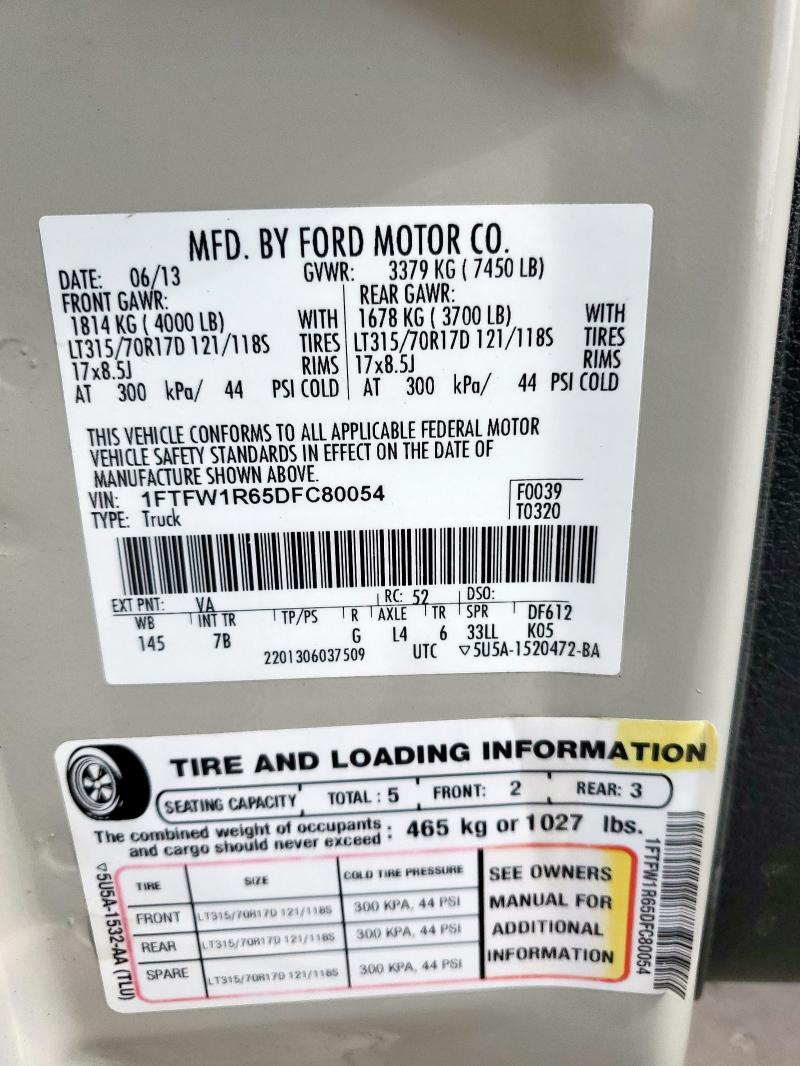 MFD. BY FORD MOTOR CO.
DATE: 06/13 GVWR: 3379 KG ( 7450 LB)
FRONT GAWR: REAR GAWR:
1814 KG ( 4000 LB) WITH 1678 KG ( 3700 LB) WITH
LT315/70R17D 121/118S TIRES LT315/70R17D 121/118S TIRES
17x8.5J RIMS 17x8.5J RIMS
AT 300 kPa/ 44 PSI COLD AT 300 kPa/ 44 PSI COLD
THIS VEHICLE CONFORMS TO ALL APPLICABLE FEDERAL MOTOR
VEHICLE SAFETY STANDARDS IN EFFECT ON THE DATE OF
MANUFACTURE SHOWN ABOVE.
VIN: 1FTFW1R65DFC80054 F0039
TYPE: Truck T0320
EXT PNT: VA RC: 52 DSO:
WB INT TR TP/PS R AXLE TR SPR DF612
145 7B G L4 6 33LL K05
2201306037509 UTC ▽5U5A-1520472-BA
TIRE AND LOADING INFORMATION
SEATING CAPACITY TOTAL : 5 FRONT: 2 REAR: 3
The combined weight of occupants
and cargo should never exceed : 465 kg or 1027 lbs.
TIRE SIZE COLD TIRE PRESSURE
FRONT LT315/70R17D 121/118S 300 KPA, 44 PSI
REAR LT315/70R17D 121/118S 300 KPA, 44 PSI
SPARE LT315/70R17D 121/118S 300 KPA, 44 PSI
SEE OWNERS
MANUAL FOR
ADDITIONAL
INFORMATION
▽5U5A-1532-AA (TLU)
1FTFW1R65DFC80054